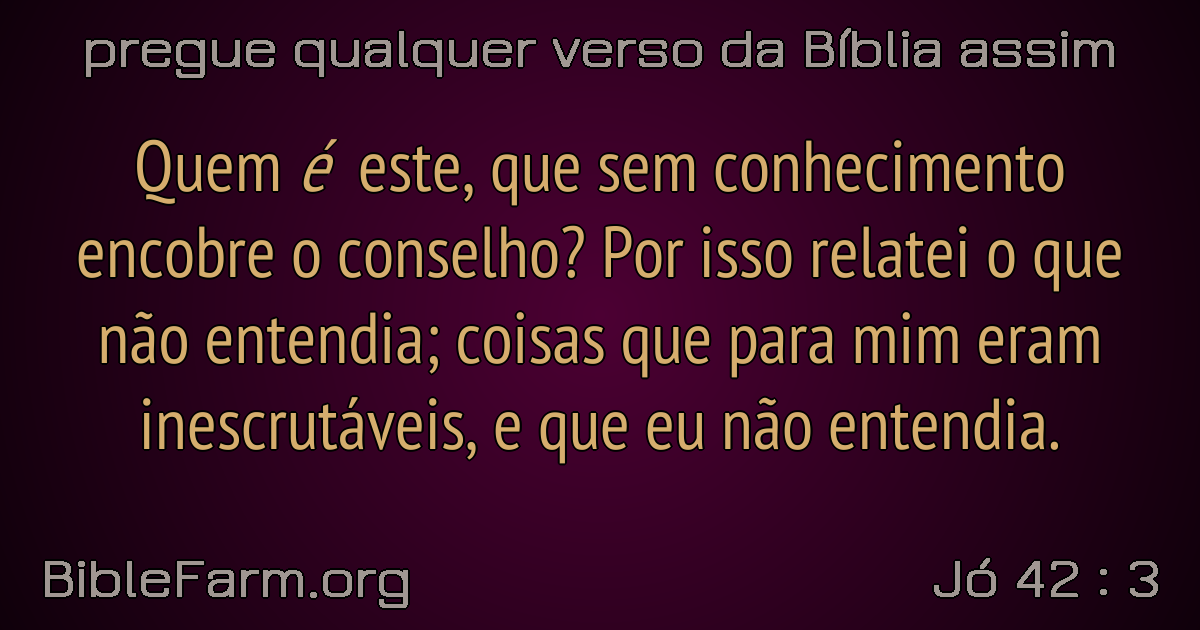 pregue qualquer verso da Bíblia assim
Quem é este, que sem conhecimento
encobre o conselho? Por isso relatei o que
não entendia; coisas que para mim eram
inescrutáveis, e que eu não entendia.
BibleFarm.org
Jó 42 : 3